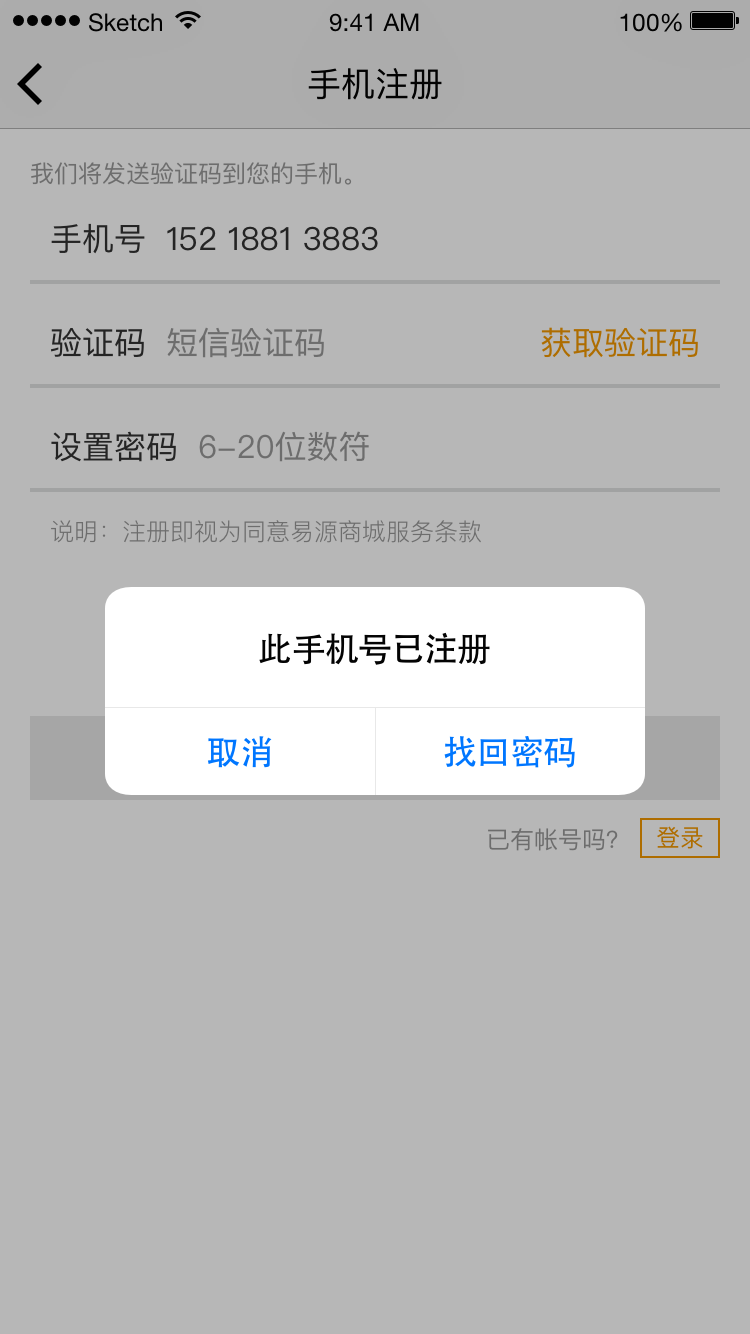 Sketch 9:41 AM 100%
手机注册
我们将发送验证码到您的手机。
手机号 152 1881 3883
验证码 短信验证码 获取验证码
设置密码 6-20位数符
说明：注册即视为同意易源商城服务条款
此手机号已注册
取消 找回密码
已有帐号吗? 登录